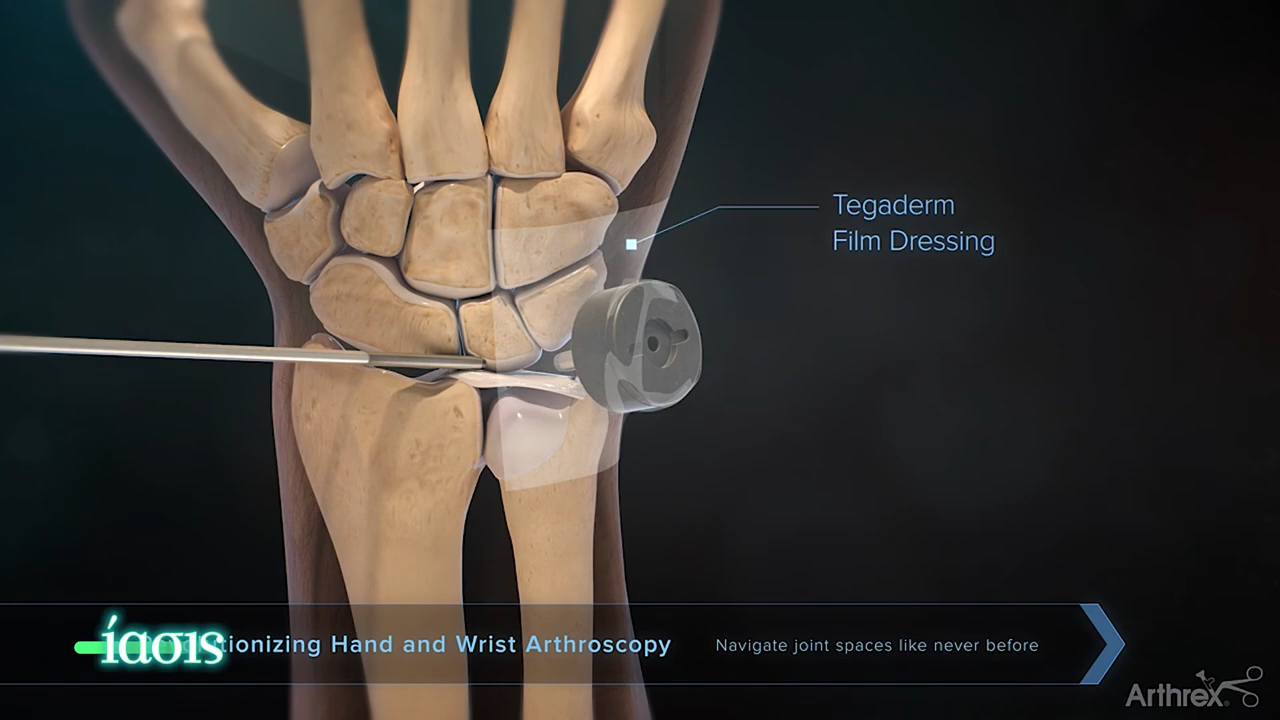 Tegaderm
Film Dressing
ίασις
tionizing Hand and Wrist Arthroscopy
Navigate joint spaces like never before
Arthrex®